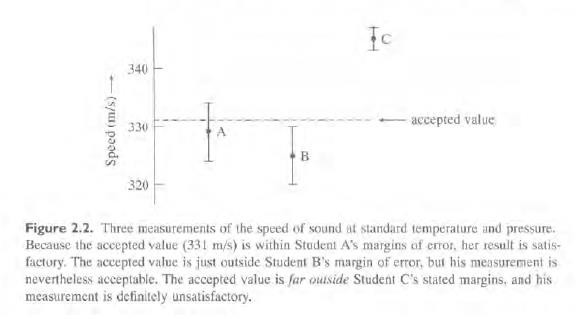 C
340
Speed (m/s) →
accepted value
330
A
B
320
Figure 2.2. Three measurements of the speed of sound at standard temperature and pressure.
Because the accepted value (331 m/s) is within Student A's margins of error, her result is satis-
factory. The accepted value is just outside Student B's margin of error, but his measurement is
nevertheless acceptable. The accepted value is far outside Student C's stated margins, and his
measurement is definitely unsatisfactory.